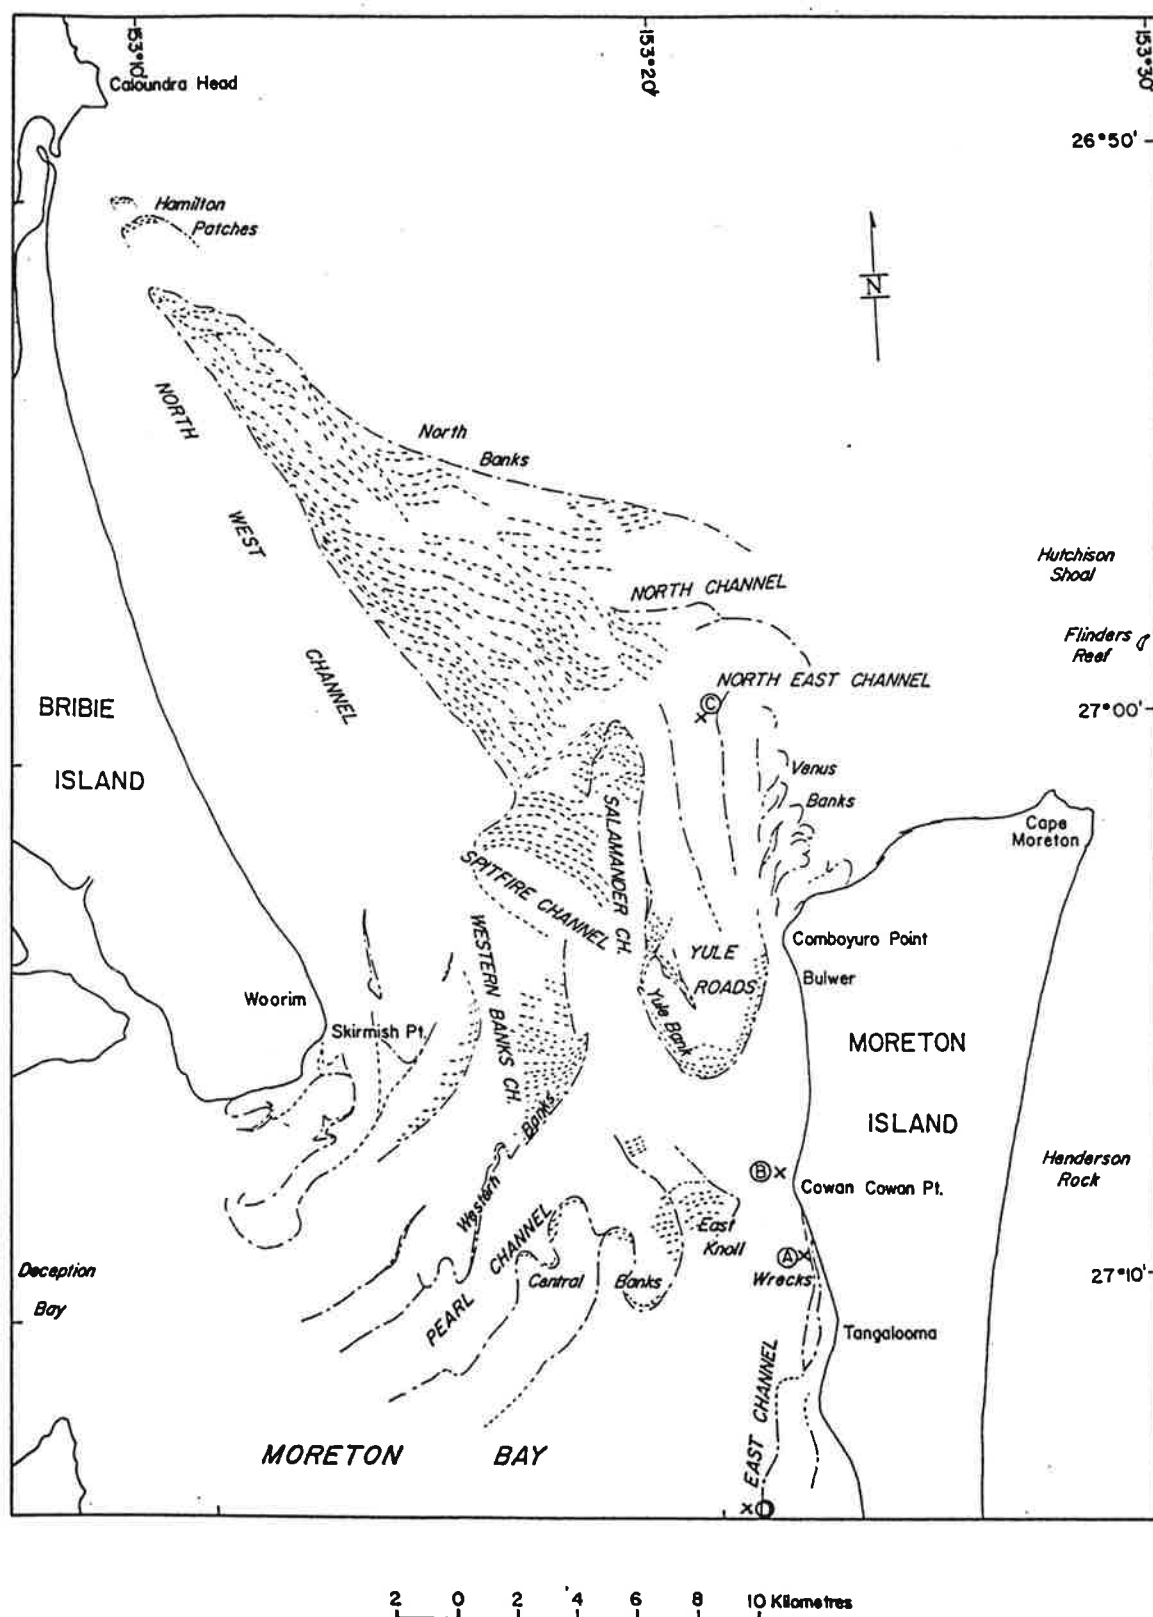 153°10'
153°20'
153°30'
Caloundra Head
26°50'
Hamilton
Patches
N
NORTH
WEST
CHANNEL
North
Banks
Hutchison
Shoal
NORTH CHANNEL
Flinders
Reef
NORTH EAST CHANNEL
C
×
27°00'
BRIBIE
ISLAND
Venus
Banks
Cape
Moreton
SALAMANDER CH.
SPITFIRE CHANNEL
WESTERN BANKS CH.
YULE
ROADS
Yule Bank
Comboyuro Point
Bulwer
Woorim
Skirmish Pt.
MORETON
ISLAND
Western
Banks
B ×
Cowan Cowan Pt.
Henderson
Rock
East
Knoll
A ×
Wrecks
PEARL
CHANNEL
Central
Banks
Deception
Bay
27°10'
Tangalooma
EAST CHANNEL
MORETON BAY
× D
2 0 2 4 6 8 10 Kilometres